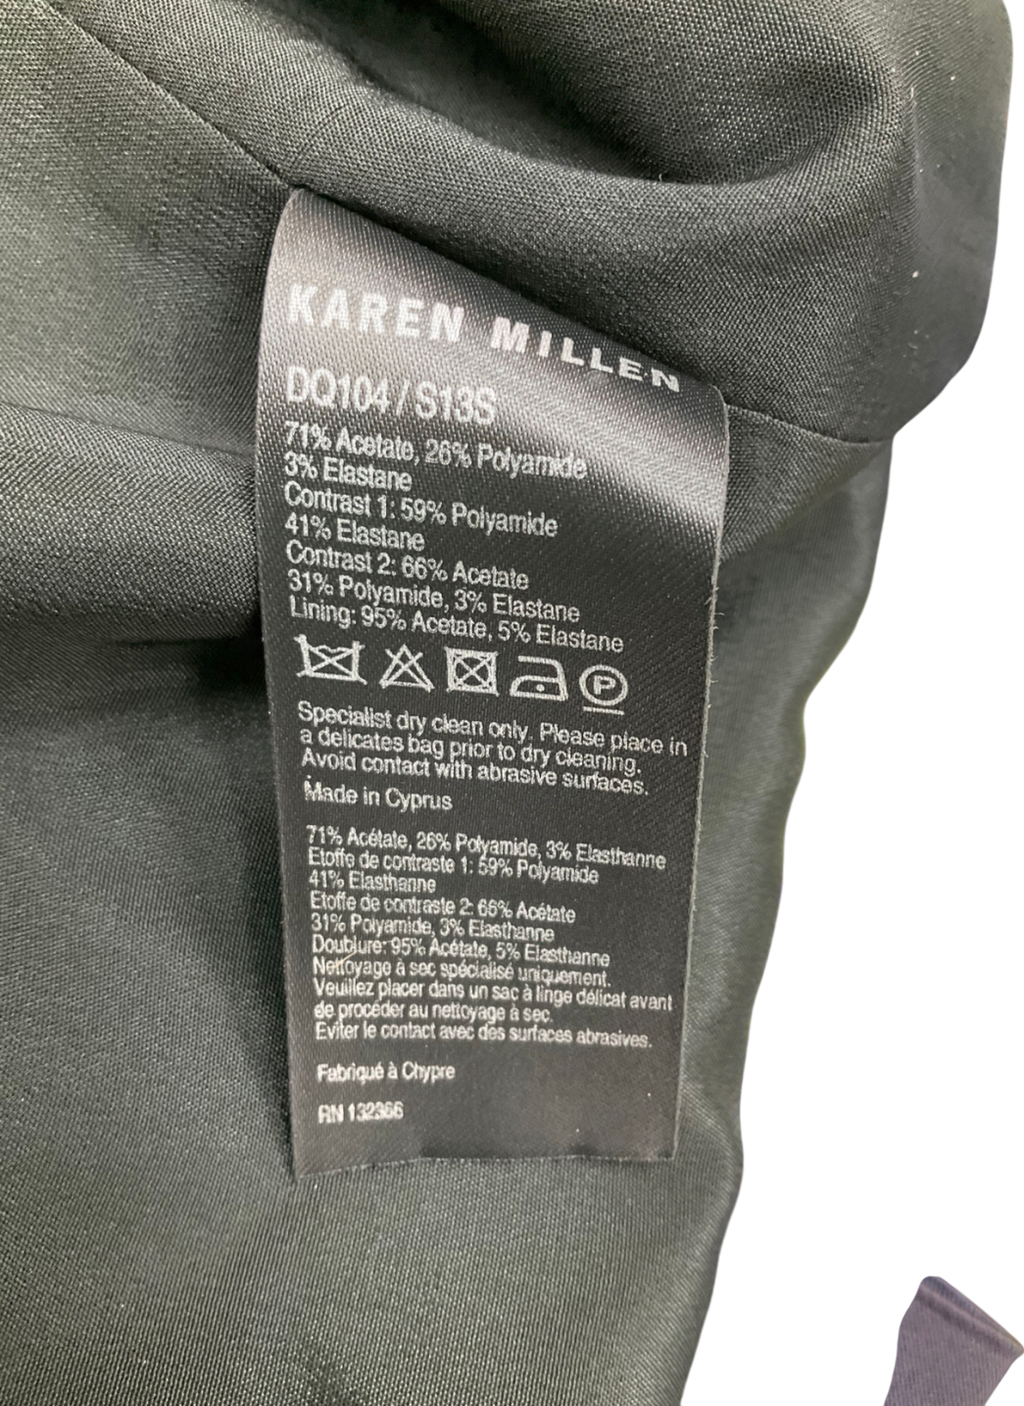 KAREN MILLEN
DQ104 / S13S
71% Acetate, 26% Polyamide
3% Elastane
Contrast 1: 59% Polyamide
41% Elastane
Contrast 2: 66% Acetate
31% Polyamide, 3% Elastane
Lining: 95% Acetate, 5% Elastane
P
Specialist dry clean only. Please place in
a delicates bag prior to dry cleaning.
Avoid contact with abrasive surfaces.
Made in Cyprus
71% Acétate, 26% Polyamide, 3% Elasthanne
Etoffe de contraste 1: 59% Polyamide
41% Elasthanne
Etoffe de contraste 2: 66% Acétate
31% Polyamide, 3% Elasthanne
Doublure: 95% Acétate, 5% Elasthanne
Nettoyage à sec spécialisé uniquement.
Veuillez placer dans un sac à linge délicat avant
de procéder au nettoyage à sec.
Eviter le contact avec des surfaces abrasives.
Fabriqué à Chypre
RN 132366